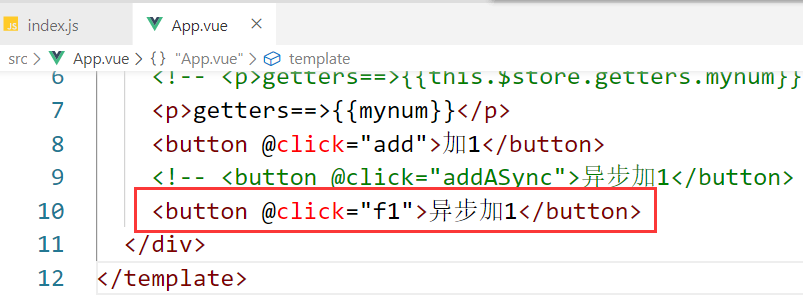 JS index.js App.vue ×
src > App.vue > {} "App.vue" > template
6 <!-- <p>getters==>{{this.$store.getters.mynum}}
7 <p>getters==>{{mynum}}</p>
8 <button @click="add">加1</button>
9 <!-- <button @click="addASync">异步加1</button>
10 <button @click="f1">异步加1</button>
11 </div>
12 </template>